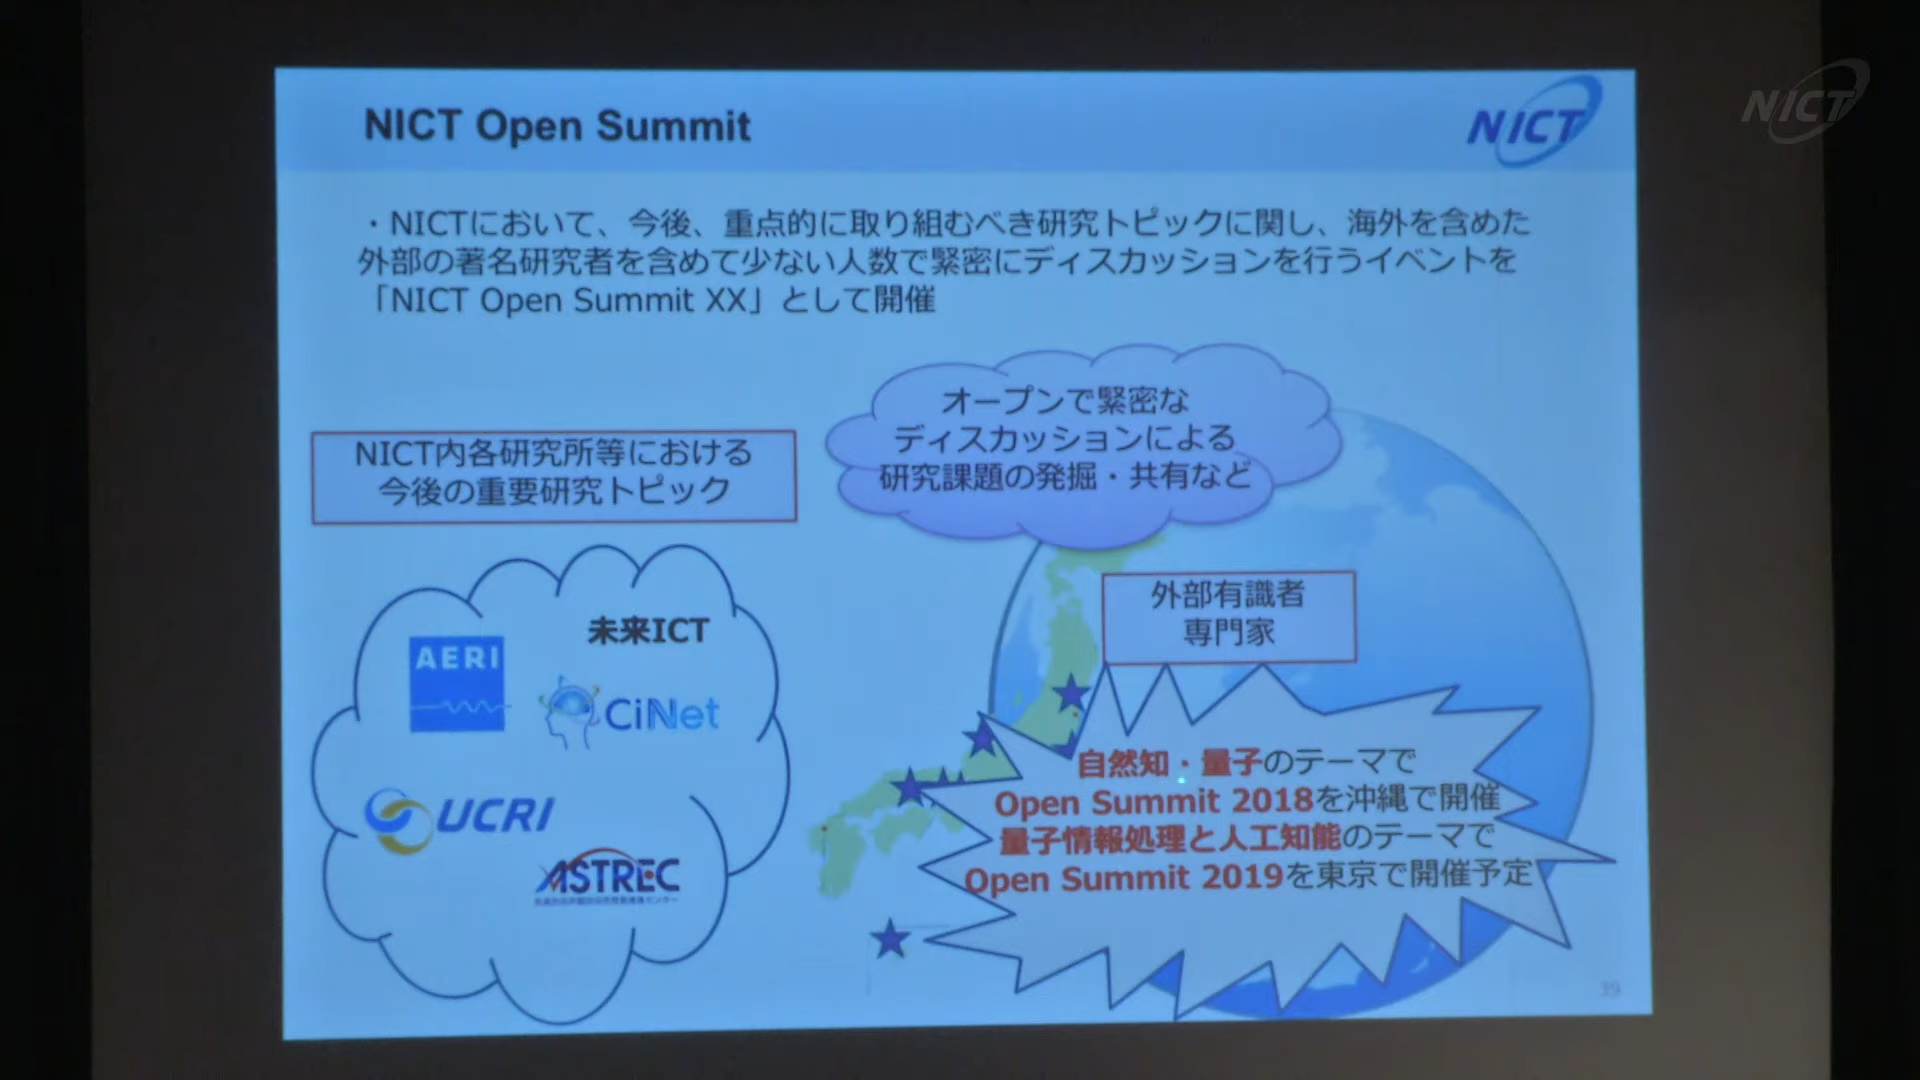 NICT Open Summit
NICT
NICT
・NICTにおいて、今後、重点的に取り組むべき研究トピックに関し、海外を含めた
外部の著名研究者を含めて少ない人数で緊密にディスカッションを行うイベントを
「NICT Open Summit XX」として開催
オープンで緊密な
ディスカッションによる
研究課題の発掘・共有など
NICT内各研究所等における
今後の重要研究トピック
外部有識者
専門家
未来ICT
AERI
CiNet
UCRI
ASTREC
自然知・量子のテーマで
Open Summit 2018を沖縄で開催
量子情報処理と人工知能のテーマで
Open Summit 2019を東京で開催予定
39